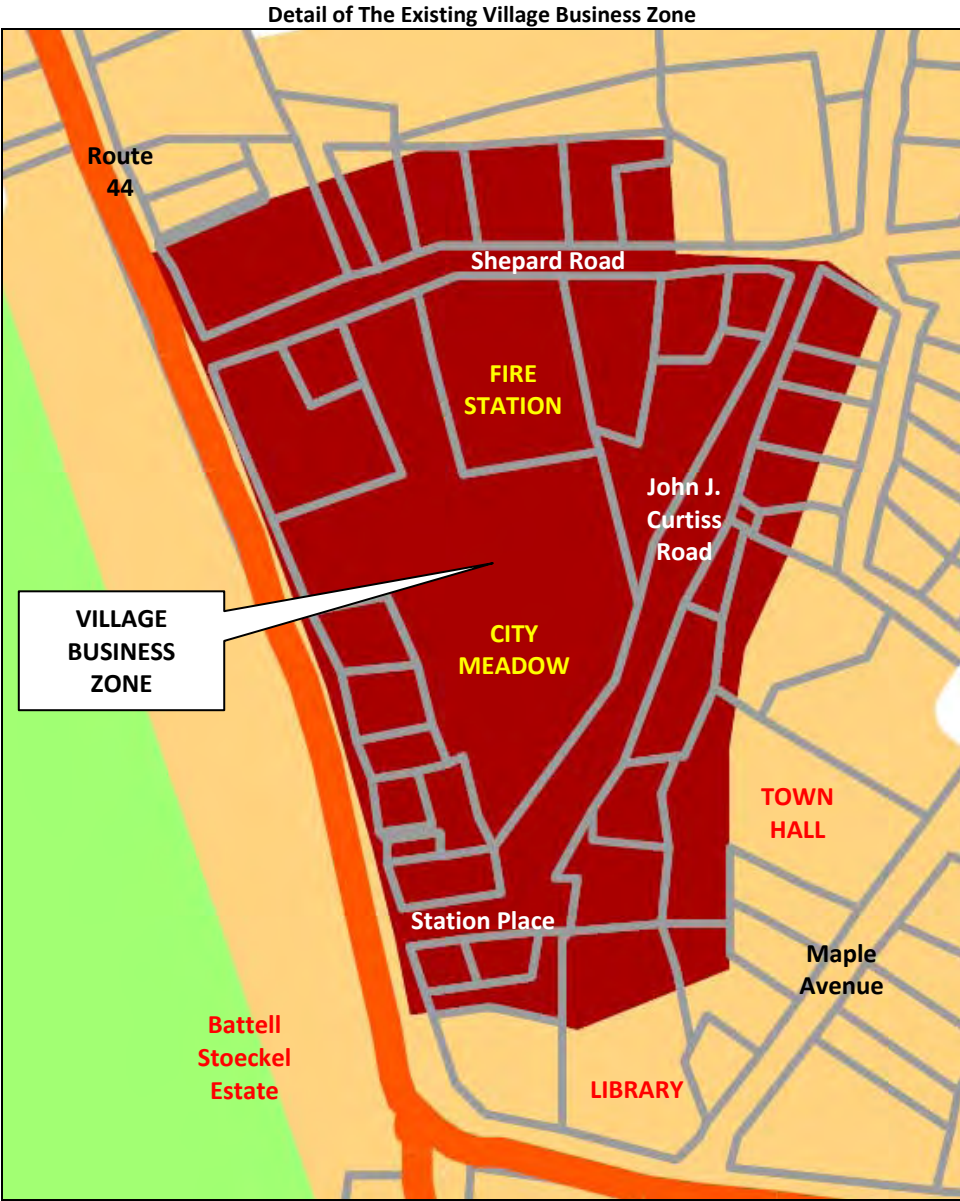 Detail of The Existing Village Business Zone
Route
44
Shepard Road
FIRE
STATION
John J.
Curtiss
Road
VILLAGE
BUSINESS
ZONE
CITY
MEADOW
TOWN
HALL
Station Place
Maple
Avenue
Battell
Stoeckel
Estate
LIBRARY